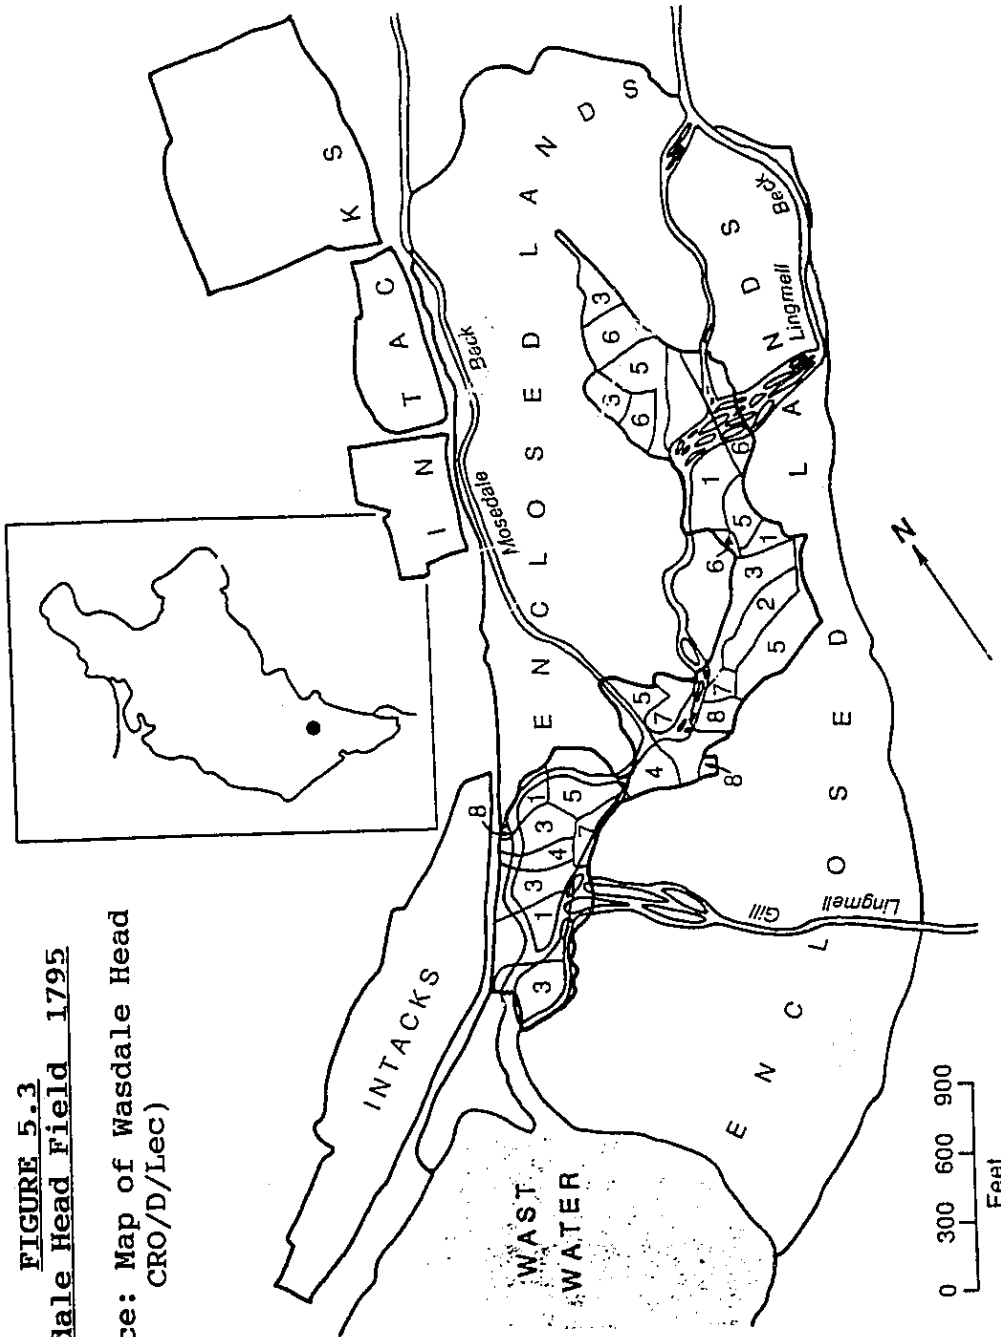 FIGURE 5.3
dale Head Field 1795
ce: Map of Wasdale Head
CRO/D/Lec)
INTACKS
INTACKS
ENCLOSED LANDS
ENCLOSED LANDS
Mosedale Beck
Lingmell Beck
Lingmell Gill
WAST
WATER
N
8
1
5
3
4
7
3
1
3
5
7
4
8
8
7
5
2
3
1
5
6
1
6
6
3
5
6
3
0 300 600 900
Feet